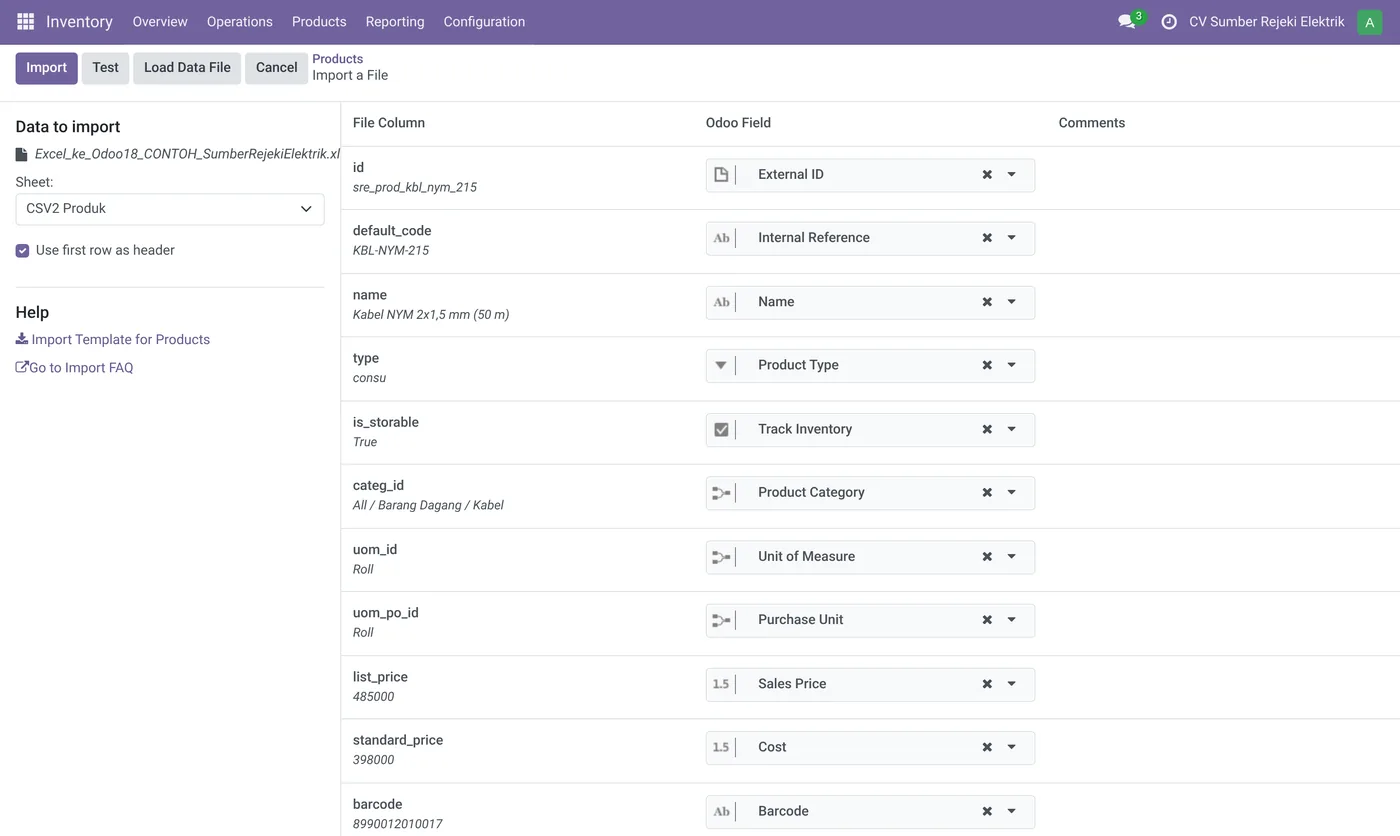 Inventory Overview Operations Products Reporting Configuration 3 CV Sumber Rejeki Elektrik A
Import Test Load Data File Cancel Products
Import a File
Data to import
Excel_ke_Odoo18_CONTOH_SumberRejekiElektrik.xl
Sheet:
CSV2 Produk
Use first row as header
Help
Import Template for Products
Go to Import FAQ
File Column Odoo Field Comments
id
sre_prod_kbl_nym_215
External ID
default_code
KBL-NYM-215
Ab Internal Reference
name
Kabel NYM 2x1,5 mm (50 m)
Ab Name
type
consu
Product Type
is_storable
True
Track Inventory
categ_id
All / Barang Dagang / Kabel
Product Category
uom_id
Roll
Unit of Measure
uom_po_id
Roll
Purchase Unit
list_price
485000
1.5 Sales Price
standard_price
398000
1.5 Cost
barcode
8990012010017
Ab Barcode